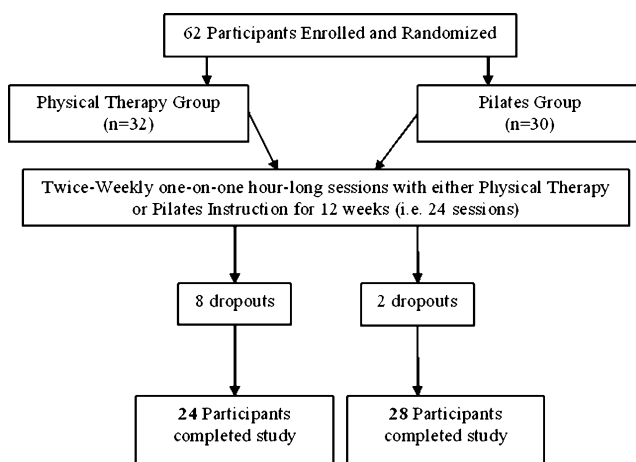 62 Participants Enrolled and Randomized
Physical Therapy Group
(n=32)
Pilates Group
(n=30)
Twice-Weekly one-on-one hour-long sessions with either Physical Therapy
or Pilates Instruction for 12 weeks (i.e. 24 sessions)
8 dropouts
2 dropouts
24 Participants
completed study
28 Participants
completed study